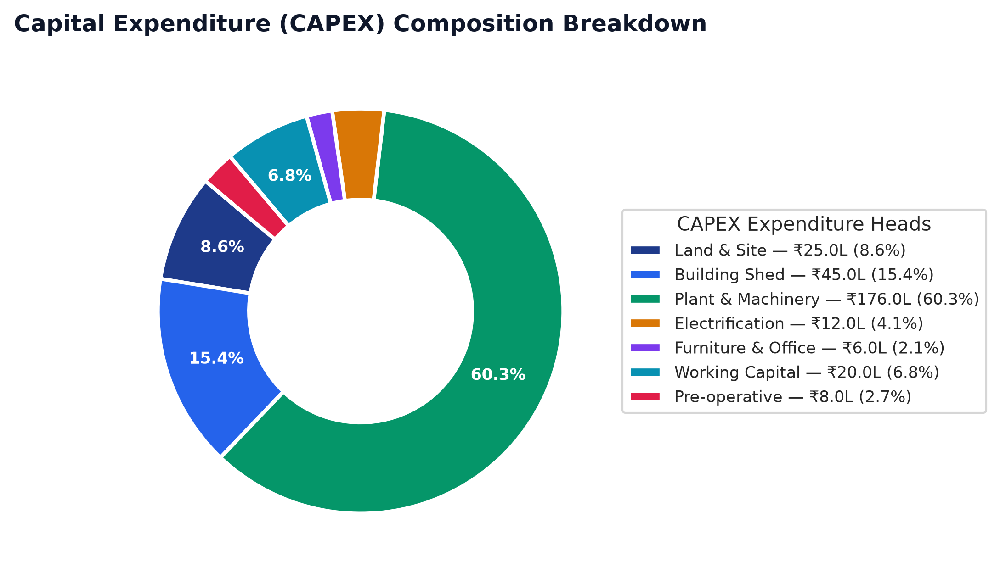 Capital Expenditure (CAPEX) Composition Breakdown
6.8%
8.6%
15.4%
60.3%
CAPEX Expenditure Heads
Land & Site — ₹25.0L (8.6%)
Building Shed — ₹45.0L (15.4%)
Plant & Machinery — ₹176.0L (60.3%)
Electrification — ₹12.0L (4.1%)
Furniture & Office — ₹6.0L (2.1%)
Working Capital — ₹20.0L (6.8%)
Pre-operative — ₹8.0L (2.7%)